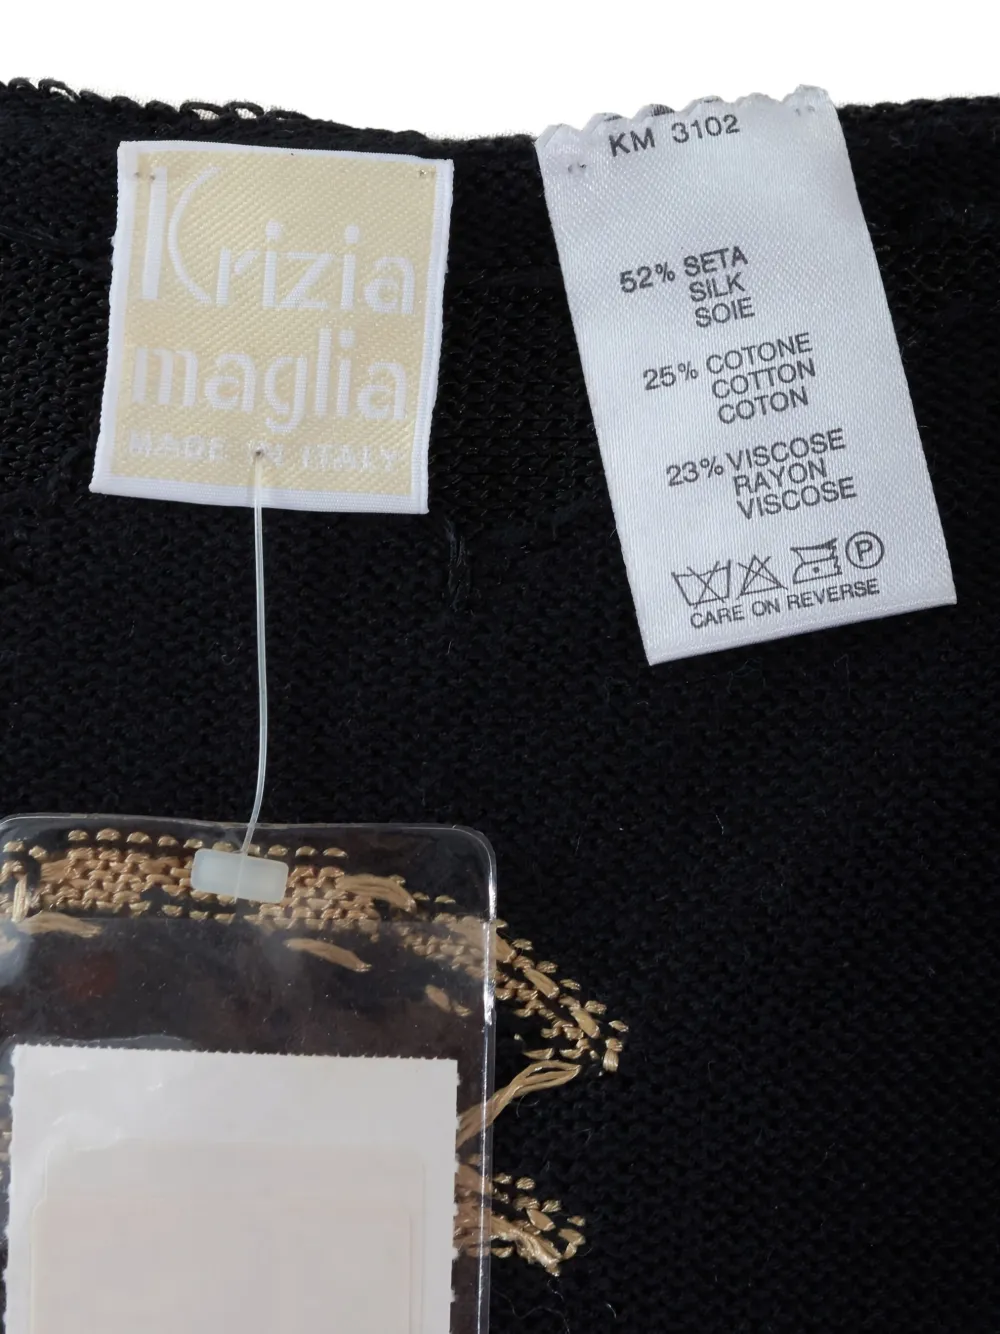 Krizia
maglia
MADE IN ITALY
KM 3102
52% SETA
SILK
SOIE
25% COTONE
COTTON
COTON
23% VISCOSE
RAYON
VISCOSE
P
CARE ON REVERSE